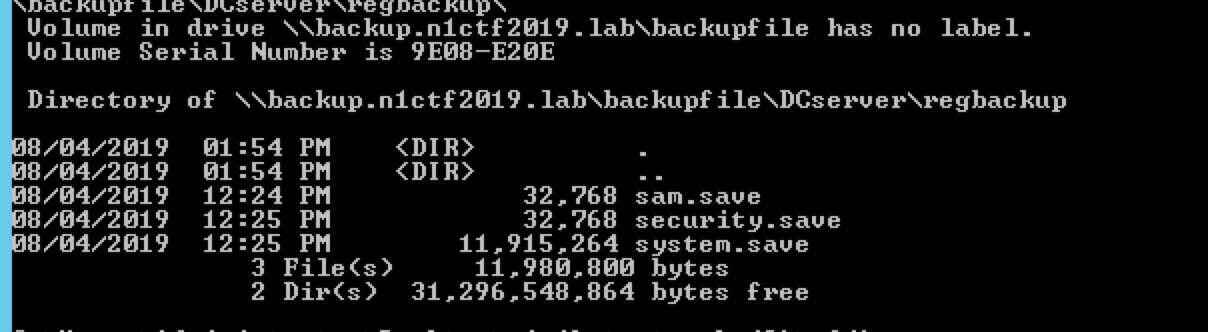 \backupfile\DCserver\regbackup\
Volume in drive \\backup.n1ctf2019.lab\backupfile has no label.
Volume Serial Number is 9E08-E20E
Directory of \\backup.n1ctf2019.lab\backupfile\DCserver\regbackup
08/04/2019  01:54 PM    <DIR>          .
08/04/2019  01:54 PM    <DIR>          ..
08/04/2019  12:24 PM            32,768 sam.save
08/04/2019  12:25 PM            32,768 security.save
08/04/2019  12:25 PM        11,915,264 system.save
3 File(s)     11,980,800 bytes
2 Dir(s)  31,296,548,864 bytes free